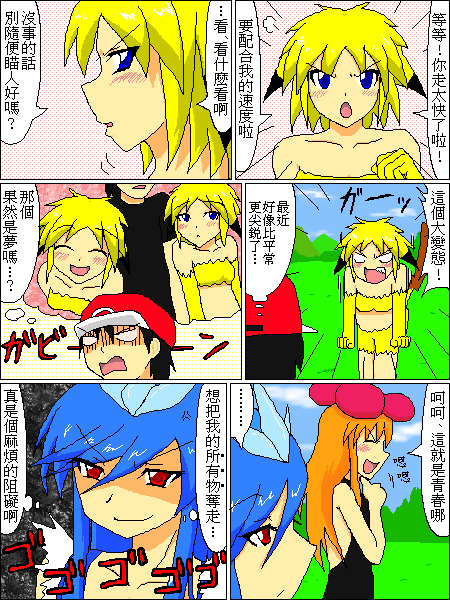 等等！你走太快了啦！
要配合我的速度啦
…看、看什麼看啊
沒事的話
別隨便瞄人好嗎？
ガーッ
這個大變態！
最近
好像比平常
更尖銳了…
那個
果然是夢嗎…？
ガビーン
呵呵、這就是青春哪
嗯嗯
………
想把我的所有物奪走…
真是個麻煩的阻礙啊
ゴゴゴゴ